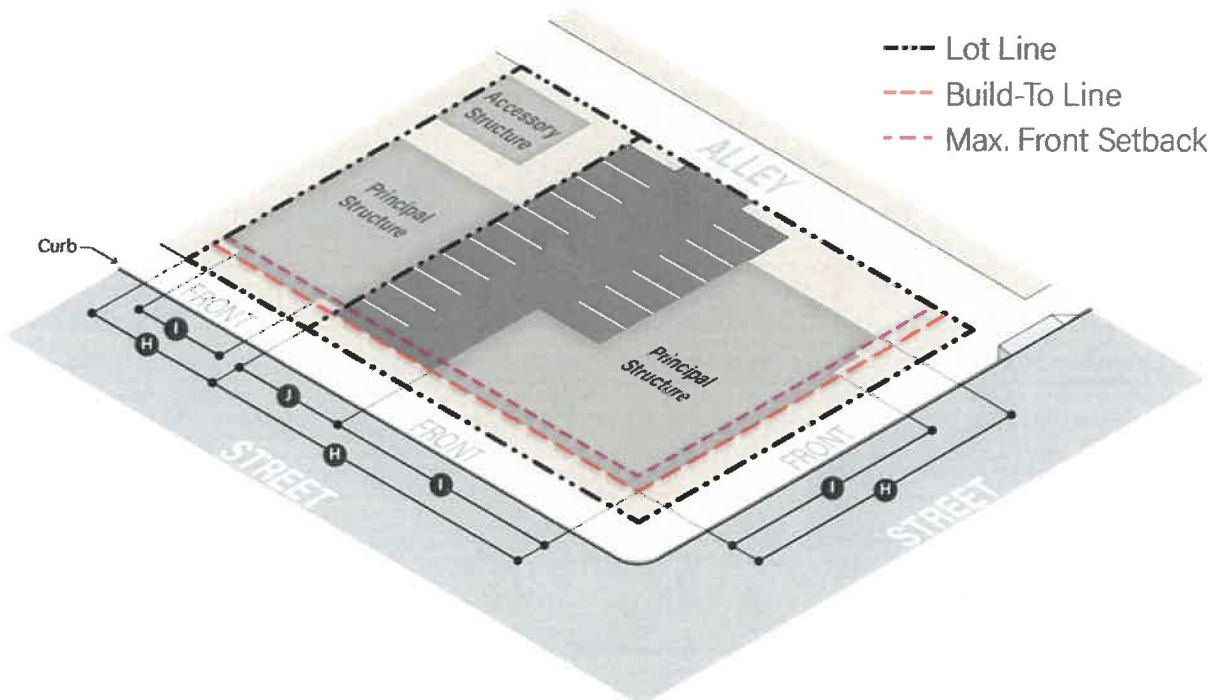 Lot Line
Build-To Line
Max. Front Setback
Accessory
Structure
ALLEY
Principal
Structure
Curb
FRONT
I
H
Principal
Structure
J
FRONT
FRONT
H
I
I
H
STREET
STREET